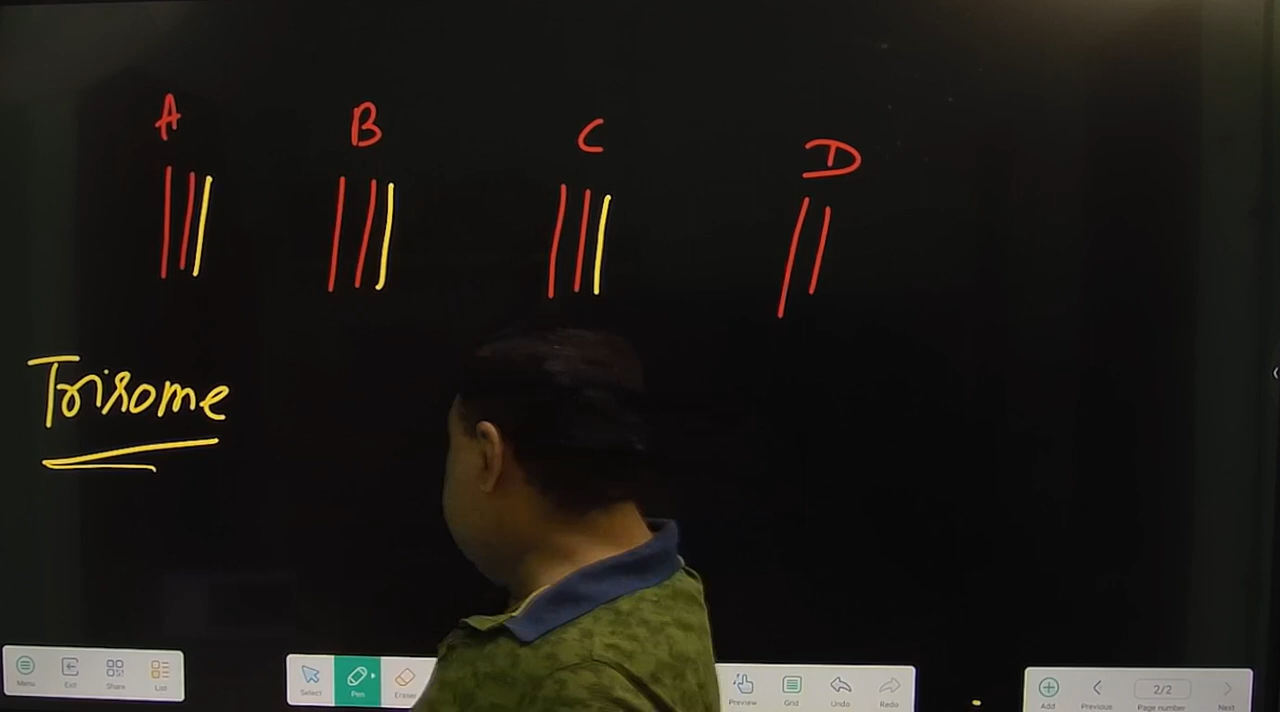 A B C D
Trisome
Menu Exit Share List Select Pen Eraser Preview Grid Undo Redo Add Previous 2/2 Page number Next